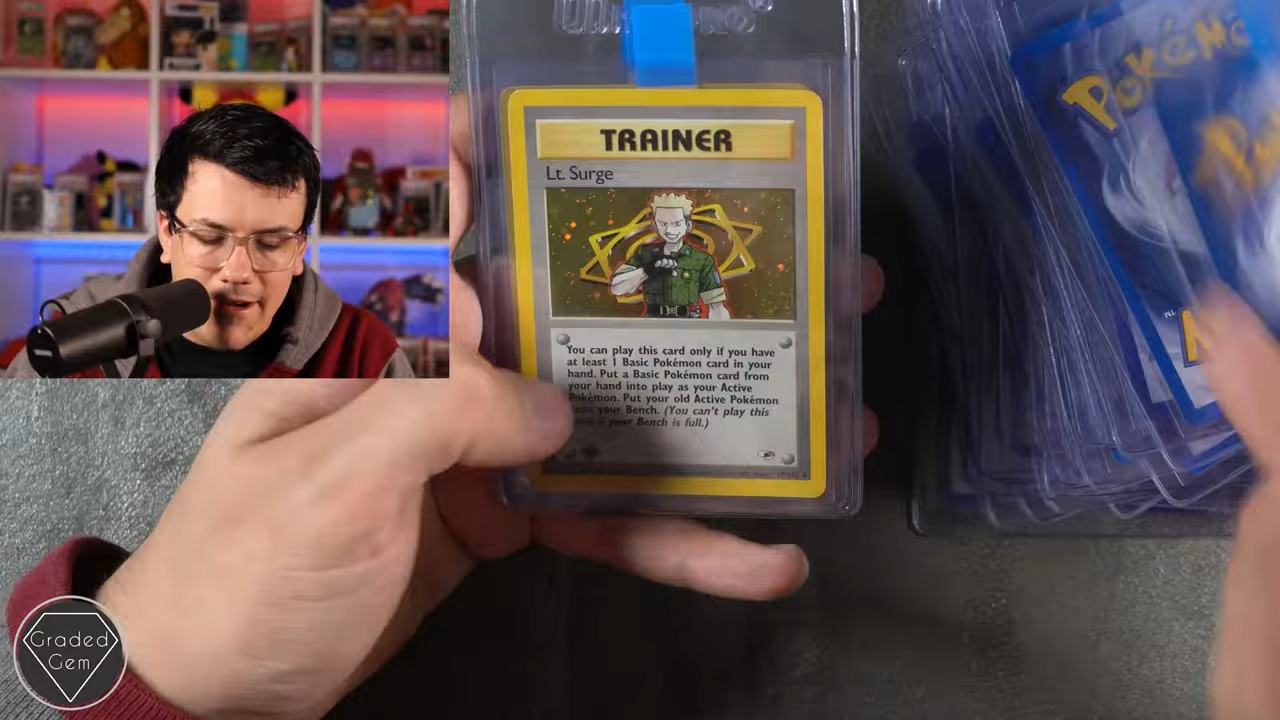 TRAINER
Lt. Surge
You can play this card only if you have
at least 1 Basic Pokémon card in your
hand. Put a Basic Pokémon card from
your hand into play as your Active
Pokémon. Put your old Active Pokémon
your Bench. (You can't play this
if your Bench is full.)
POKéMO
Graded
Gem